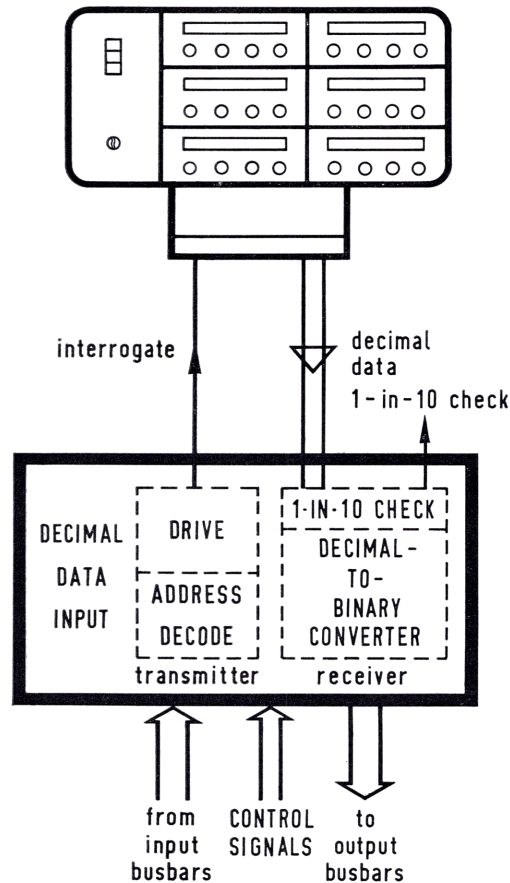 interrogate
decimal
data
1-in-10 check
DECIMAL
DATA
INPUT
DRIVE
ADDRESS
DECODE
transmitter
1-IN-10 CHECK
DECIMAL-
TO-
BINARY
CONVERTER
receiver
from
input
busbars
CONTROL
SIGNALS
to
output
busbars